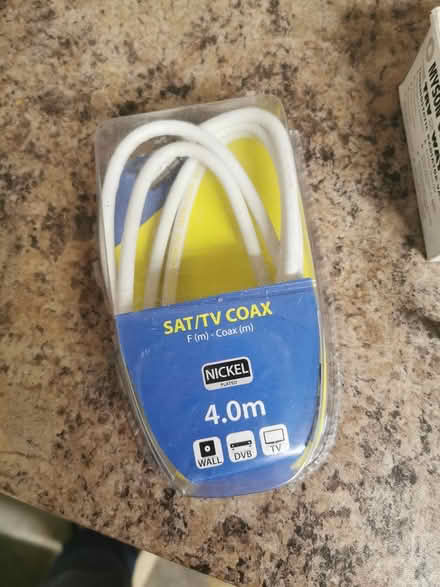 SAT/TV COAX
F (m) - Coax (m)
NICKEL
PLATED
4.0m
WALL DVB TV